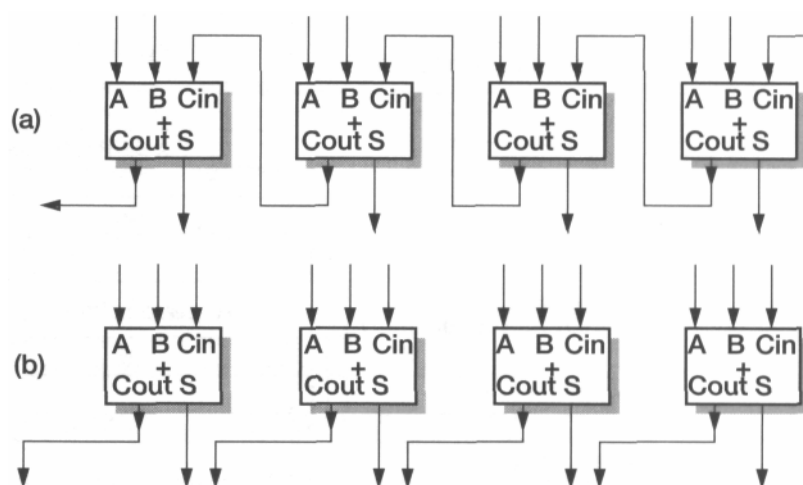 A B Cin A B Cin A B Cin A B Cin
(a) + + + +
Cout S Cout S Cout S Cout S
A B Cin A B Cin A B Cin A B Cin
(b) + + + +
Cout S Cout S Cout S Cout S